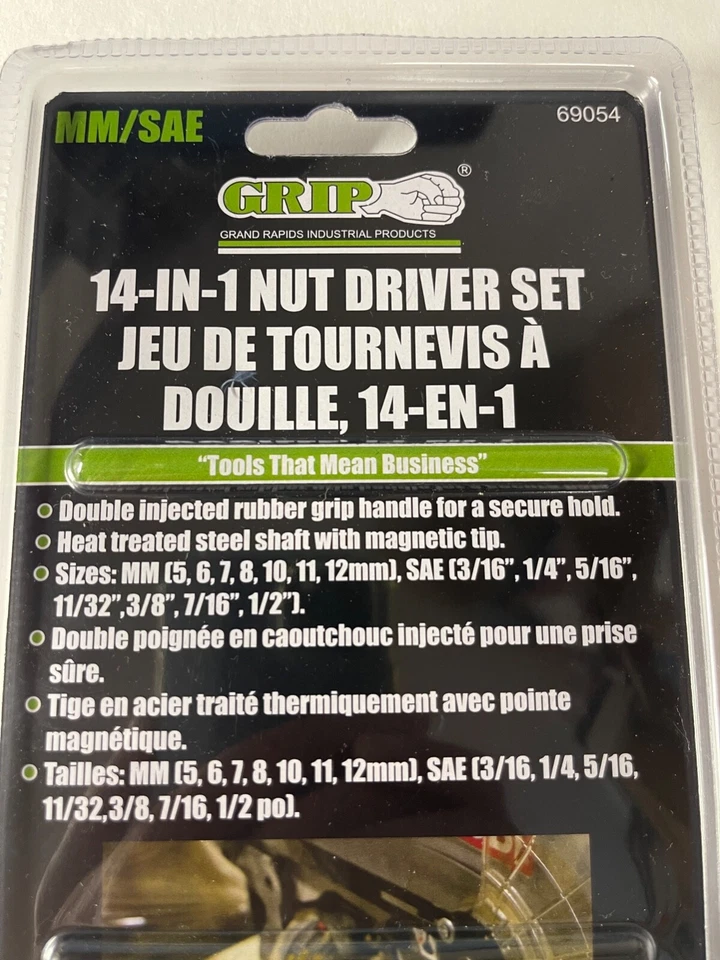 MM/SAE
69054
GRIP®
GRAND RAPIDS INDUSTRIAL PRODUCTS
14-IN-1 NUT DRIVER SET
JEU DE TOURNEVIS À
DOUILLE, 14-EN-1
“Tools That Mean Business”
Double injected rubber grip handle for a secure hold.
Heat treated steel shaft with magnetic tip.
Sizes: MM (5, 6, 7, 8, 10, 11, 12mm), SAE (3/16”, 1/4”, 5/16”,
11/32”,3/8”, 7/16”, 1/2”).
Double poignée en caoutchouc injecté pour une prise
sûre.
Tige en acier traité thermiquement avec pointe
magnétique.
Tailles: MM (5, 6, 7, 8, 10, 11, 12mm), SAE (3/16, 1/4, 5/16,
11/32,3/8, 7/16, 1/2 po).